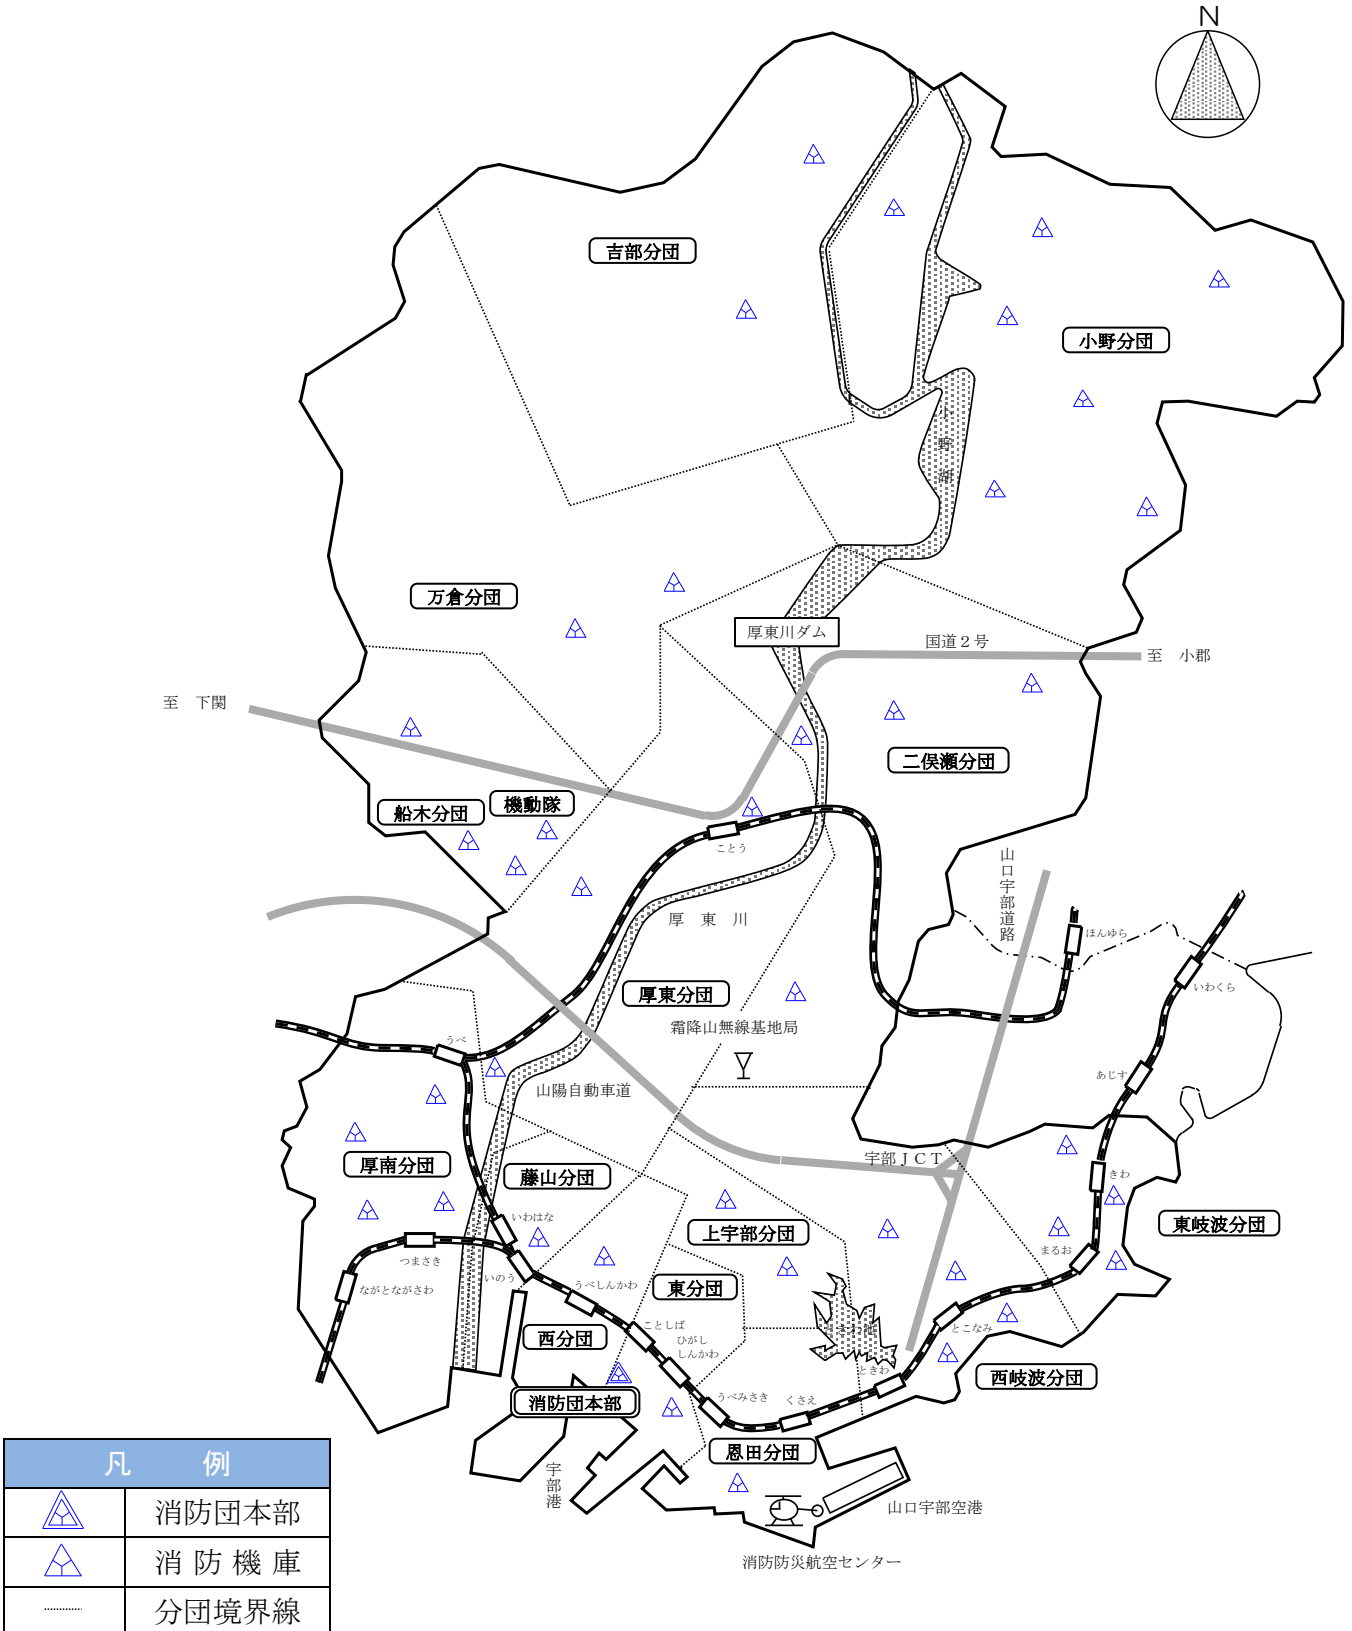 N
吉部分団
小野分団
小野湖
万倉分団
厚東川ダム
国道２号
至　小郡
至　下関
二俣瀬分団
船木分団
機動隊
ことう
山口宇部道路
厚　東　川
ほんゆら
いわくら
厚東分団
霜降山無線基地局
うべ
山陽自動車道
あじす
厚南分団
藤山分団
宇部ＪＣＴ
きわ
いわはな
上宇部分団
東岐波分団
まるお
つまさき
いのう
うべしんかわ
東分団
ながとながさわ
西分団
ことしば
ひがし
しんかわ
とこなみ
ときわ
西岐波分団
消防団本部
うべみさき
くさえ
恩田分団
宇部港
山口宇部空港
消防防災航空センター
凡　例
消防団本部
消防機庫
分団境界線